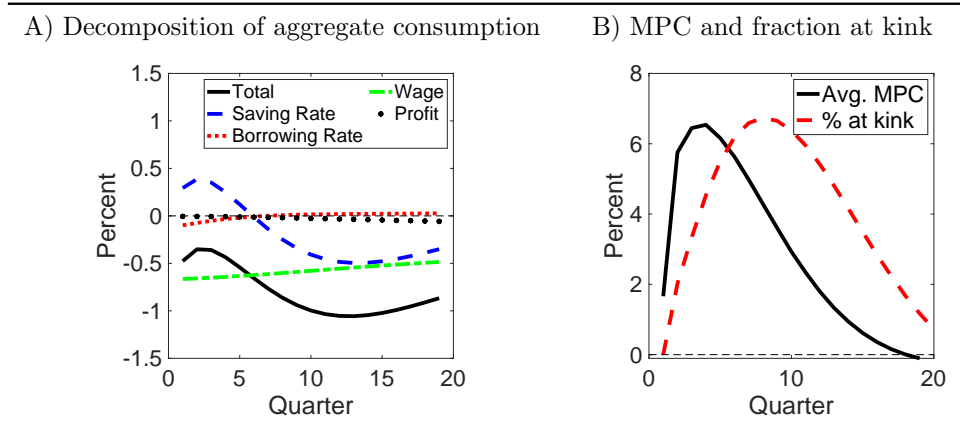 A) Decomposition of aggregate consumption
B) MPC and fraction at kink
1.5
1
0.5
0
-0.5
-1
-1.5
Percent
Total
Saving Rate
Borrowing Rate
Wage
Profit
0
5
10
15
20
Quarter
8
6
4
2
0
Percent
Avg. MPC
% at kink
0
10
20
Quarter